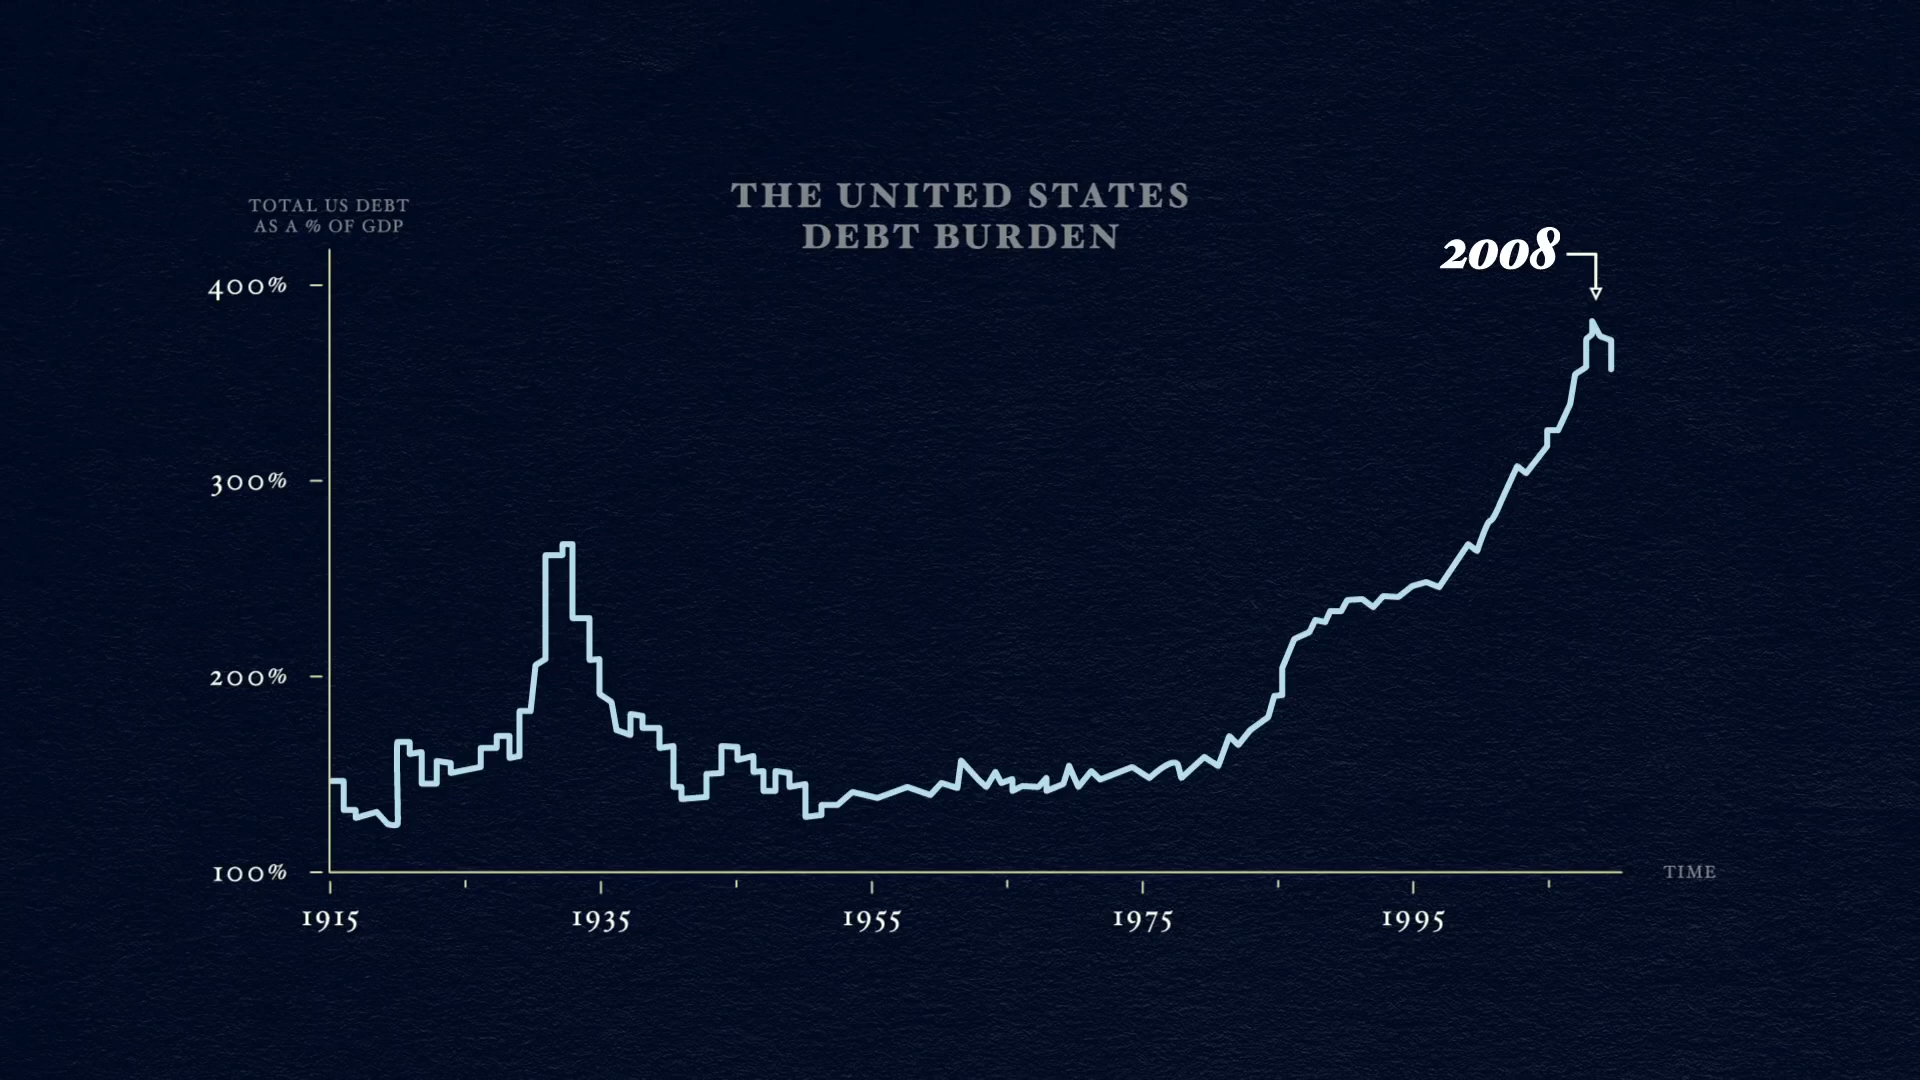 THE UNITED STATES
DEBT BURDEN
TOTAL US DEBT
AS A % OF GDP
2008
400%
300%
200%
100%
TIME
1915
1935
1955
1975
1995